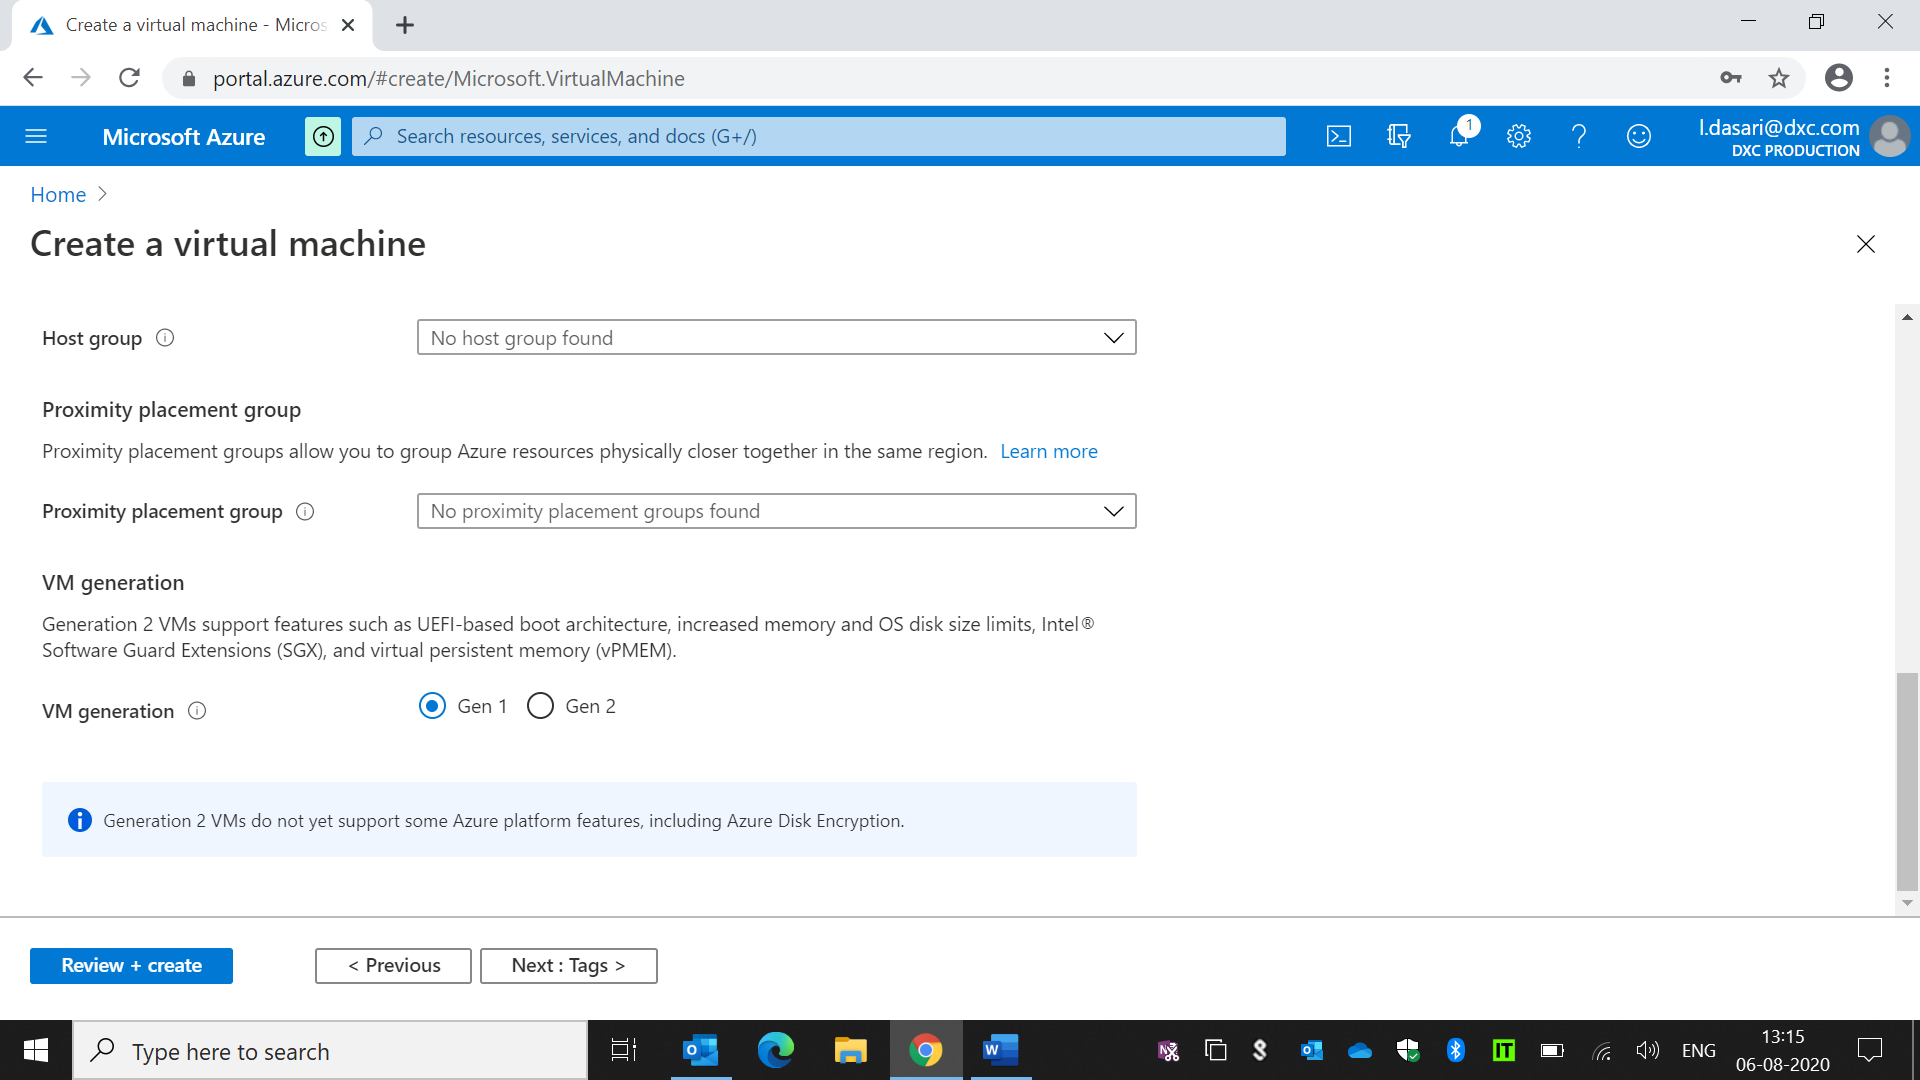 Create a virtual machine - Micros
portal.azure.com/#create/Microsoft.VirtualMachine
Microsoft Azure
Search resources, services, and docs (G+/)
1
l.dasari@dxc.com
DXC PRODUCTION
Home
Create a virtual machine
Host group
No host group found
Proximity placement group
Proximity placement groups allow you to group Azure resources physically closer together in the same region. Learn more
Proximity placement group
No proximity placement groups found
VM generation
Generation 2 VMs support features such as UEFI-based boot architecture, increased memory and OS disk size limits, Intel®
Software Guard Extensions (SGX), and virtual persistent memory (vPMEM).
VM generation
Gen 1
Gen 2
Generation 2 VMs do not yet support some Azure platform features, including Azure Disk Encryption.
Review + create
< Previous
Next : Tags >
Type here to search
ENG
13:15
06-08-2020